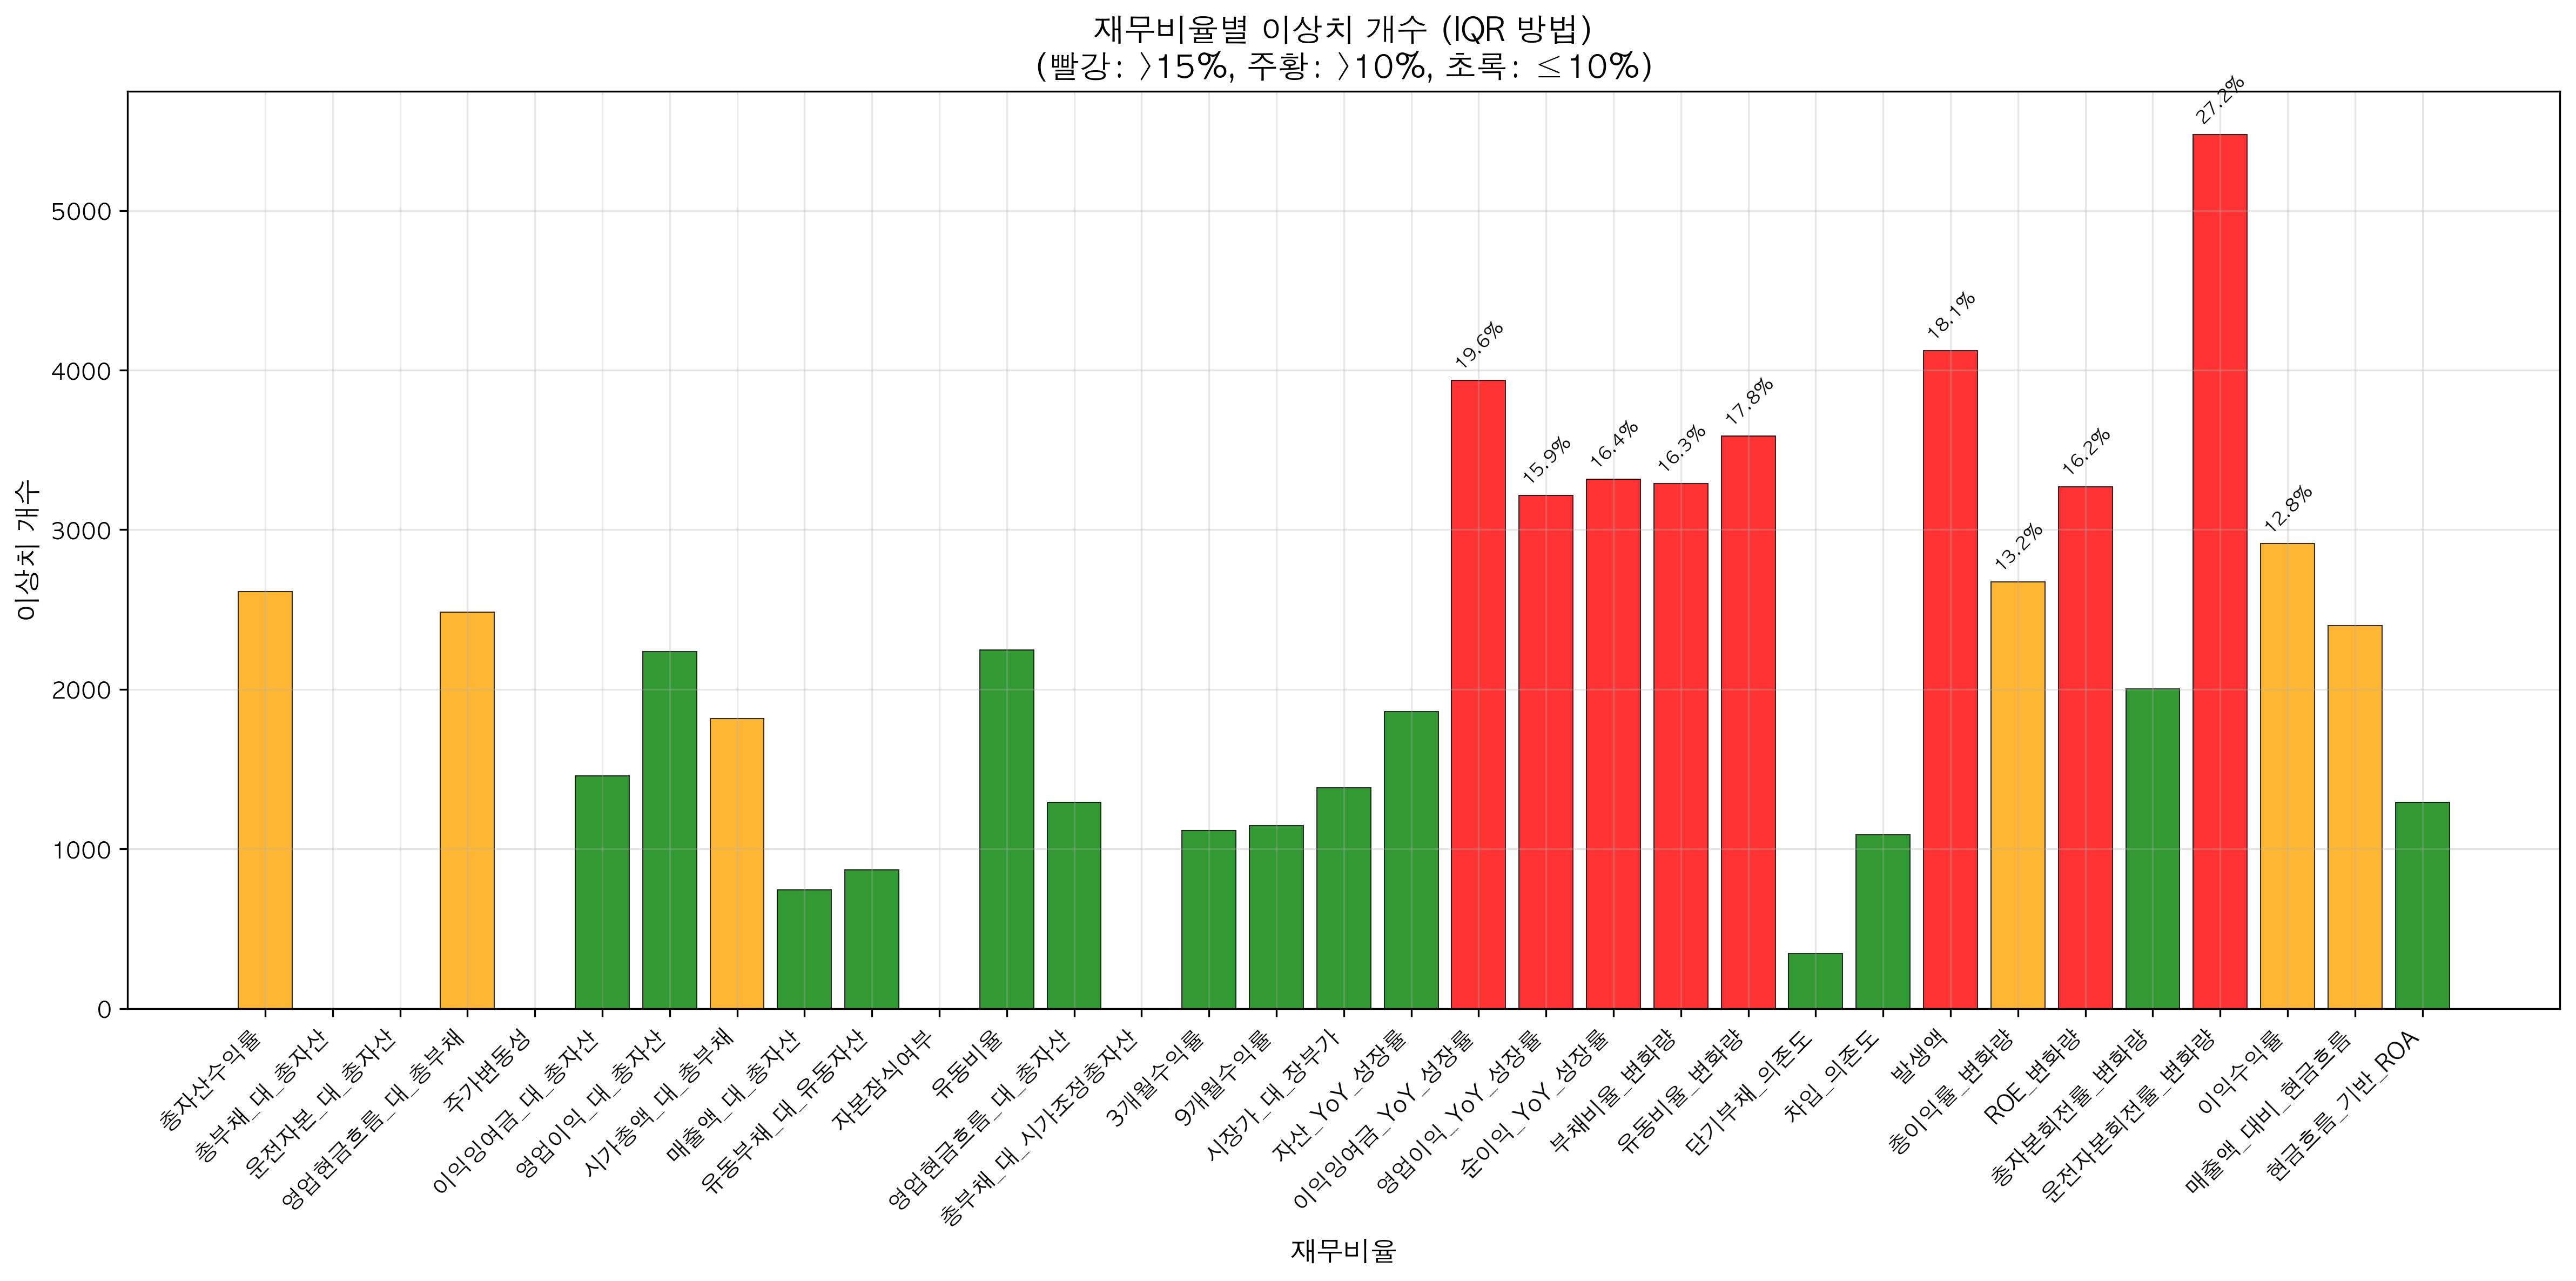 재무비율별 이상치 개수 (IQR 방법)
(빨강: >15%, 주황: >10%, 초록: ≤10%)
이상치 개수
5000
4000
3000
2000
1000
0
19.6%
15.9%
16.4%
16.3%
17.8%
18.1%
13.2%
16.2%
27.2%
12.8%
총자산수익률
총부채_대_총자산
운전자본_대_총자산
영업현금흐름_대_총부채
주가변동성
이익잉여금_대_총자산
영업이익_대_총자산
시가총액_대_총부채
매출액_대_총자산
유동부채_대_유동자산
자본잠식여부
유동비율
영업현금흐름_대_총자산
총부채_대_시가조정총자산
3개월수익률
9개월수익률
시장가_대_장부가
자산_YoY_성장률
이익잉여금_YoY_성장률
영업이익_YoY_성장률
순이익_YoY_성장률
부채비율_변화량
유동비율_변화량
단기부채_의존도
차입_의존도
발생액
총이익률_변화량
ROE_변화량
총자본회전률_변화량
운전자본회전률_변화량
이익수익률
매출액_대비_현금흐름
현금흐름_기반_ROA
재무비율